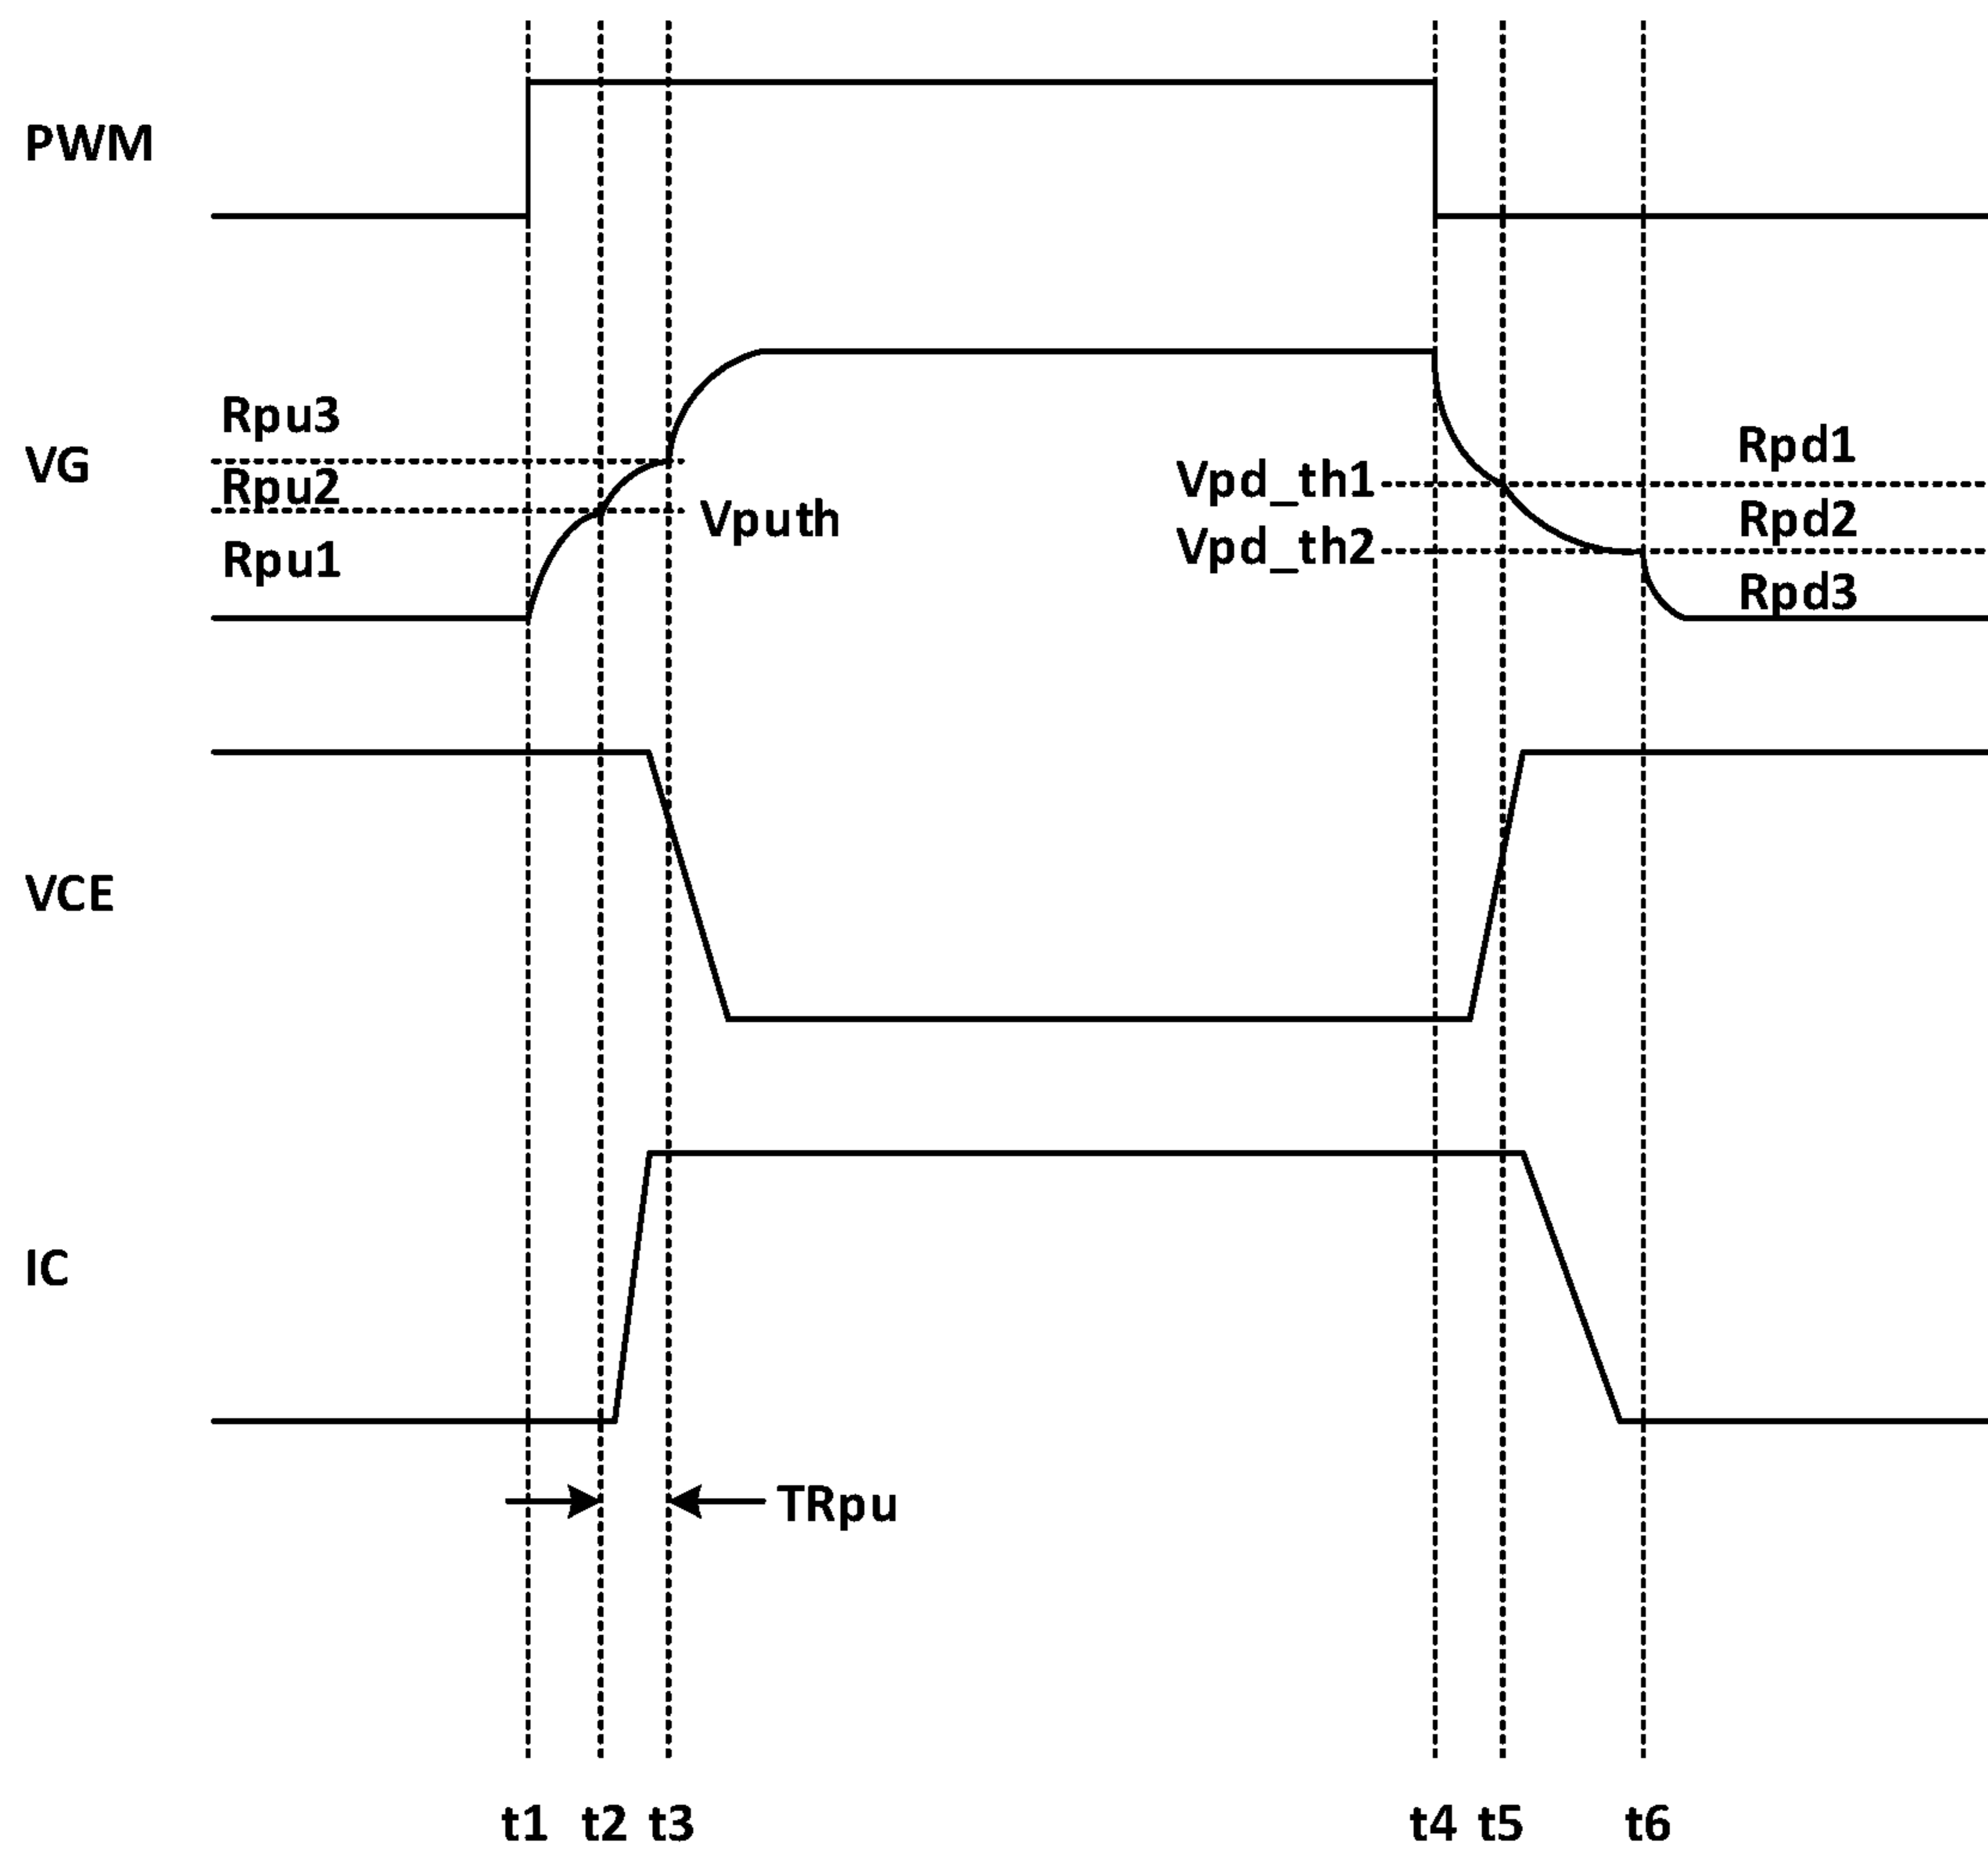 PWM
Rpu3
VG
Rpu2
Rpu1
Vputh
Vpd_th1
Vpd_th2
Rpd1
Rpd2
Rpd3
VCE
IC
TRpu
t1 t2 t3 t4 t5 t6